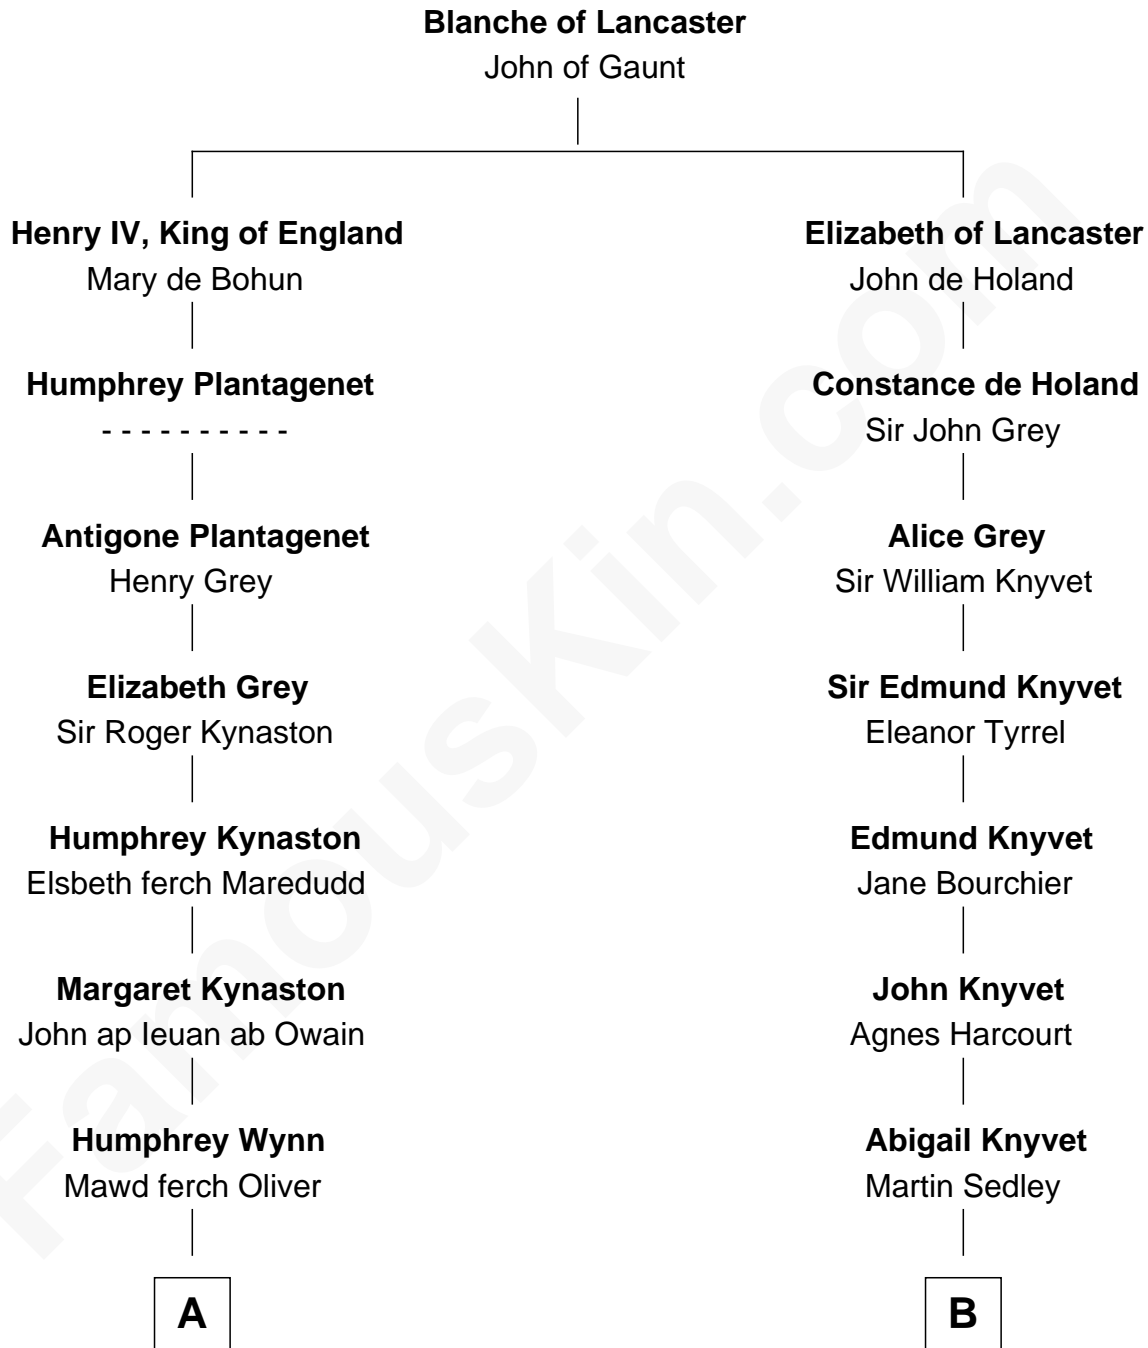 Blanche of Lancaster
John of Gaunt
Henry IV, King of England
Mary de Bohun
Humphrey Plantagenet
- - - - - - - - - -
Antigone Plantagenet
Henry Grey
Elizabeth Grey
Sir Roger Kynaston
Humphrey Kynaston
Elsbeth ferch Maredudd
Margaret Kynaston
John ap Ieuan ab Owain
Humphrey Wynn
Mawd ferch Oliver
A
Elizabeth of Lancaster
John de Holand
Constance de Holand
Sir John Grey
Alice Grey
Sir William Knyvet
Sir Edmund Knyvet
Eleanor Tyrrel
Edmund Knyvet
Jane Bourchier
John Knyvet
Agnes Harcourt
Abigail Knyvet
Martin Sedley
B
FamousKin.com